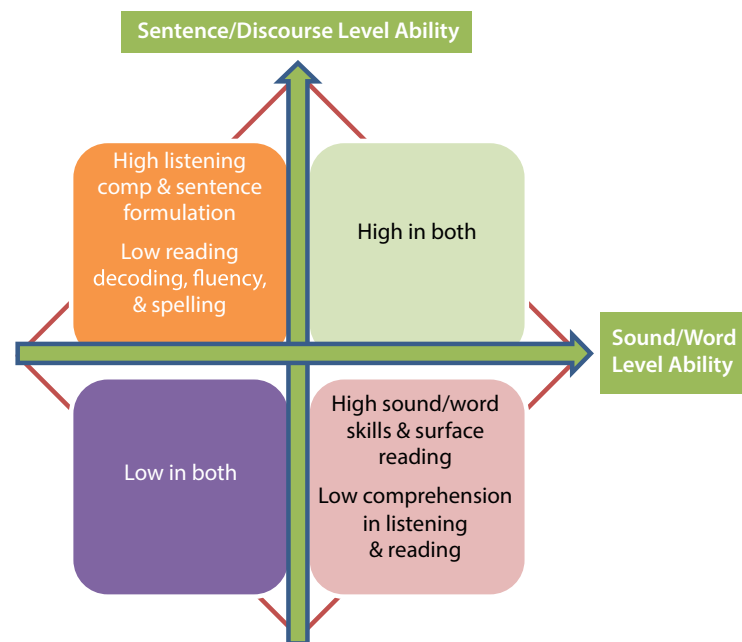 Sentence/Discourse Level Ability
High listening
comp & sentence
formulation
Low reading
decoding, fluency,
& spelling
High in both
Sound/Word
Level Ability
Low in both
High sound/word
skills & surface
reading
Low comprehension
in listening
& reading